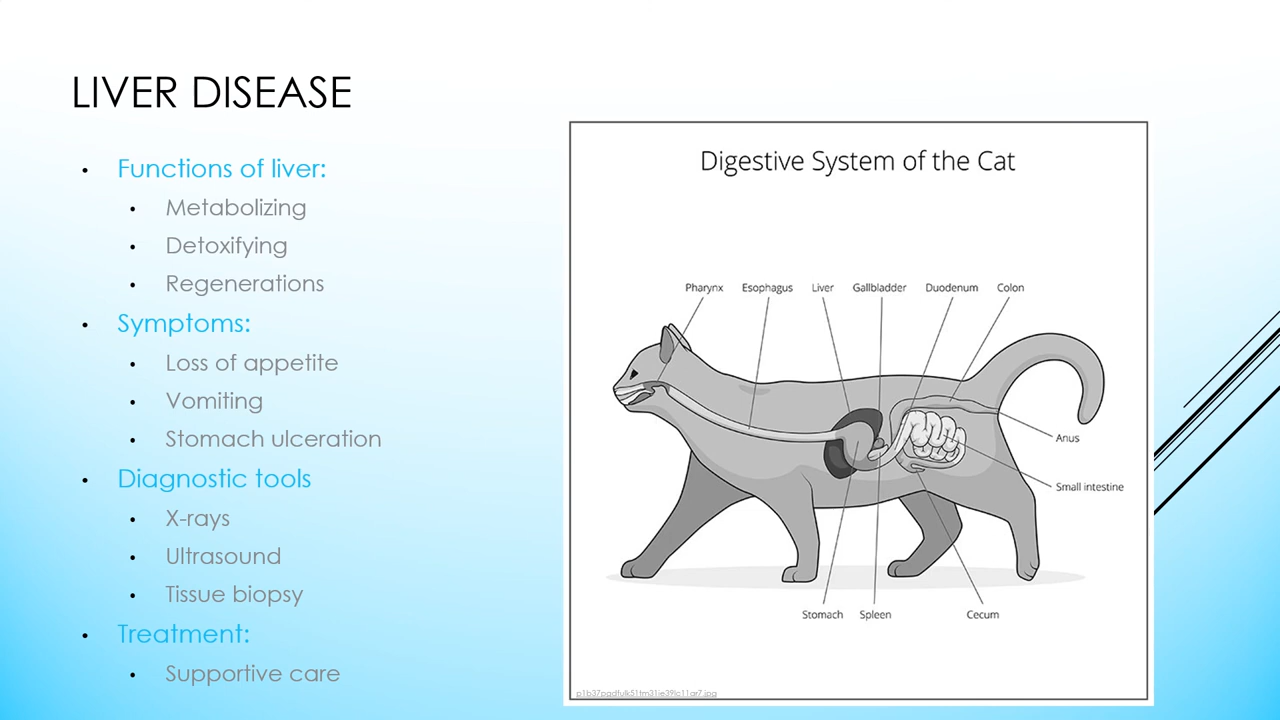 LIVER DISEASE
• Functions of liver:
• Metabolizing
• Detoxifying
• Regenerations
• Symptoms:
• Loss of appetite
• Vomiting
• Stomach ulceration
• Diagnostic tools
• X-rays
• Ultrasound
• Tissue biopsy
• Treatment:
• Supportive care
Digestive System of the Cat
Pharynx Esophagus Liver Gallbladder Duodenum Colon
Anus
Small intestine
Stomach Spleen Cecum